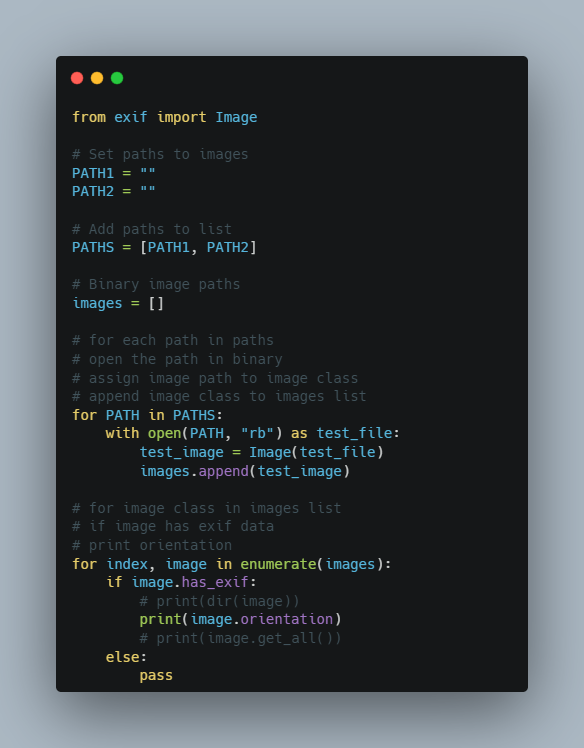 from exif import Image

# Set paths to images
PATH1 = ""
PATH2 = ""

# Add paths to list
PATHS = [PATH1, PATH2]

# Binary image paths
images = []

# for each path in paths
# open the path in binary
# assign image path to image class
# append image class to images list
for PATH in PATHS:
    with open(PATH, "rb") as test_file:
        test_image = Image(test_file)
        images.append(test_image)

# for image class in images list
# if image has exif data
# print orientation
for index, image in enumerate(images):
    if image.has_exif:
        # print(dir(image))
        print(image.orientation)
        # print(image.get_all())
    else:
        pass